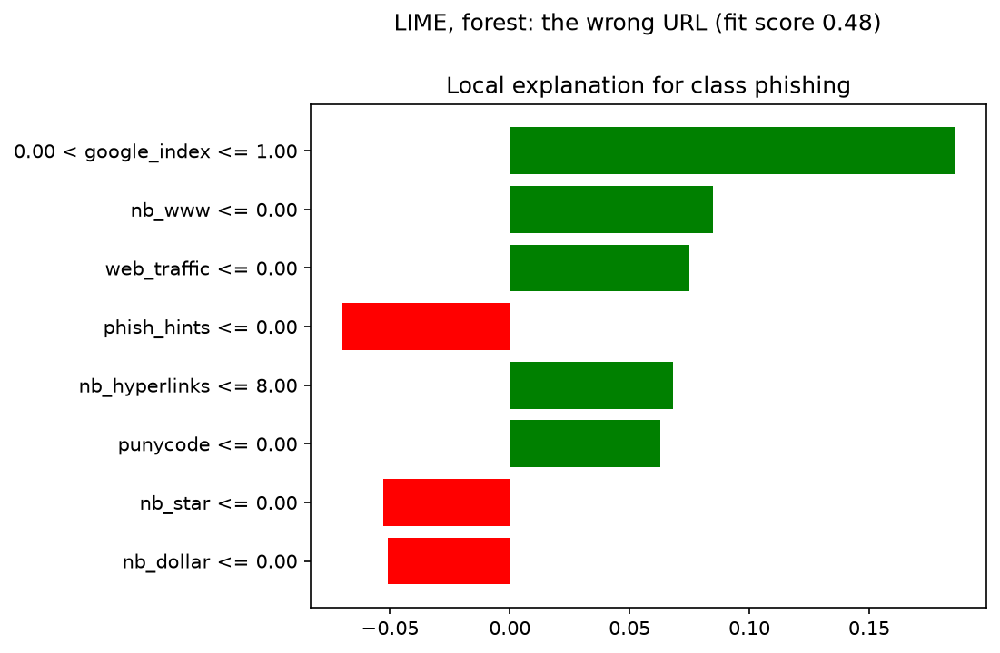 LIME, forest: the wrong URL (fit score 0.48)
Local explanation for class phishing
0.00 < google_index <= 1.00
nb_www <= 0.00
web_traffic <= 0.00
phish_hints <= 0.00
nb_hyperlinks <= 8.00
punycode <= 0.00
nb_star <= 0.00
nb_dollar <= 0.00
−0.05 0.00 0.05 0.10 0.15